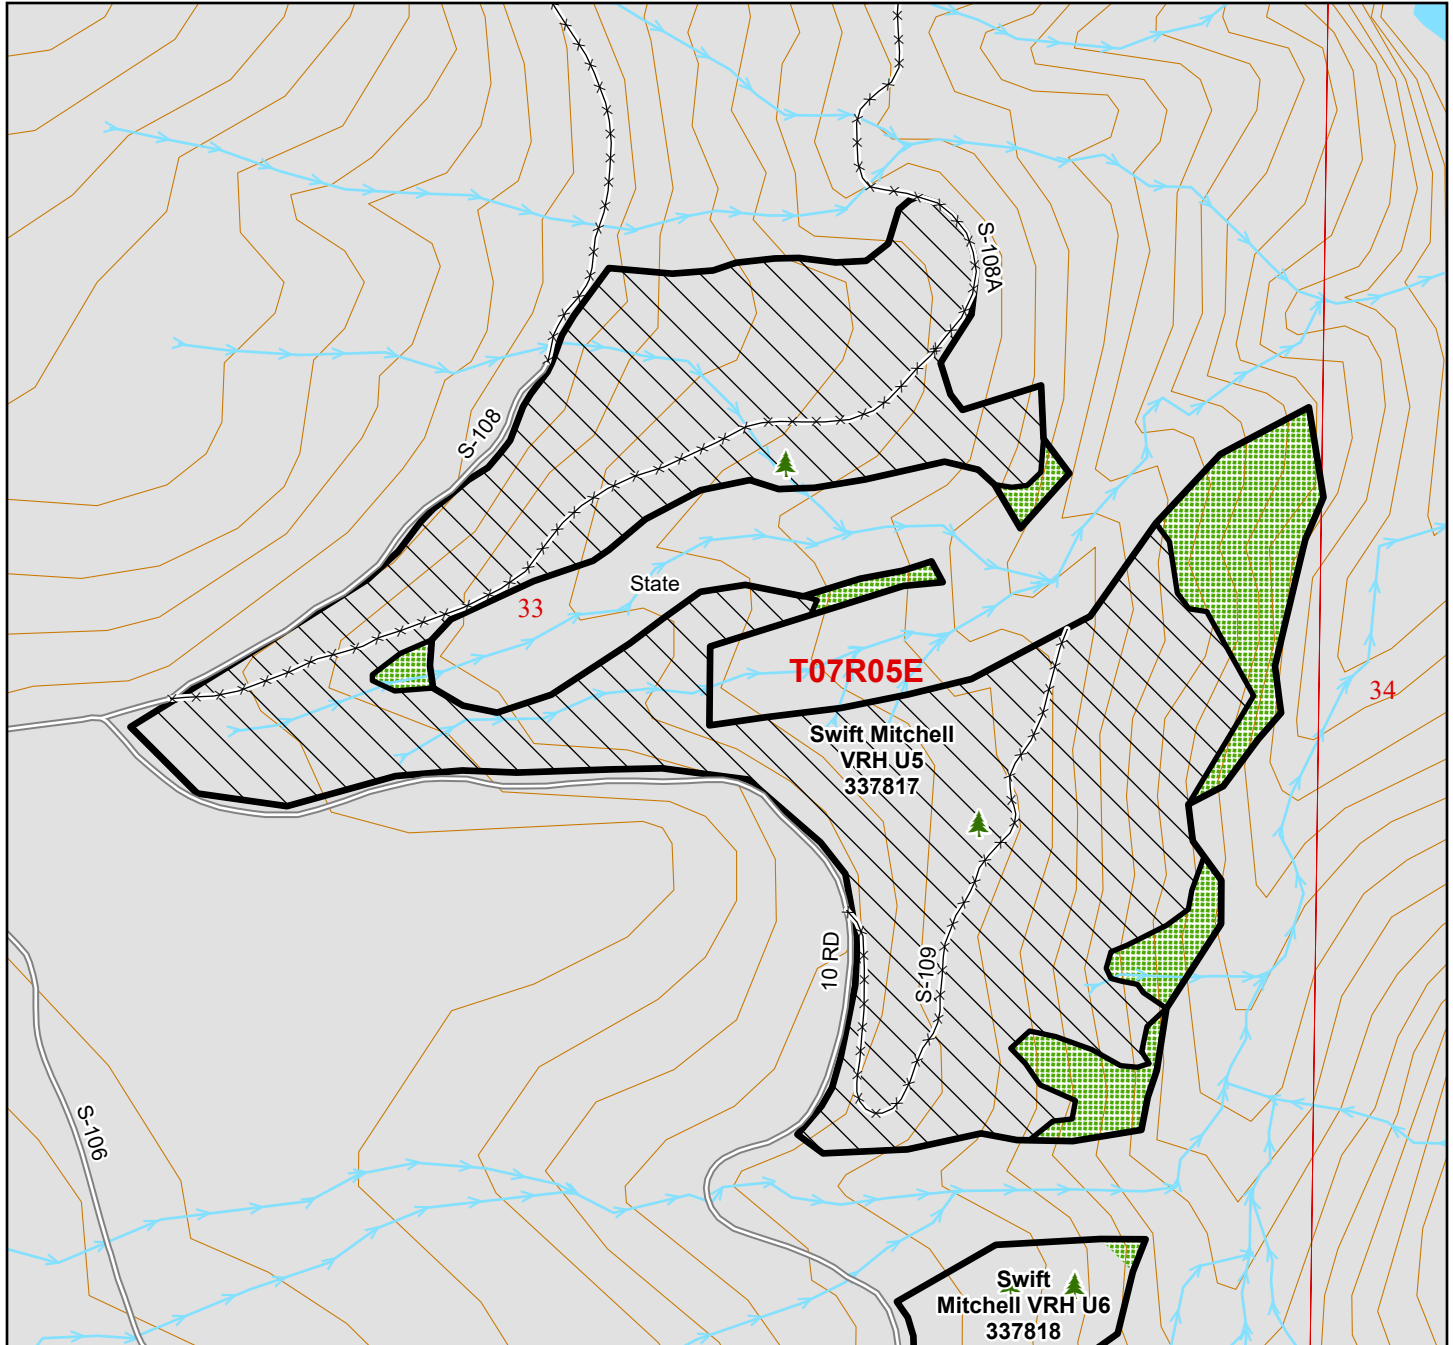 S-108A
S-108
State
33
T07R05E
34
Swift Mitchell
VRH U5
337817
10 RD
S-109
S-106
Swift
Mitchell VRH U6
337818